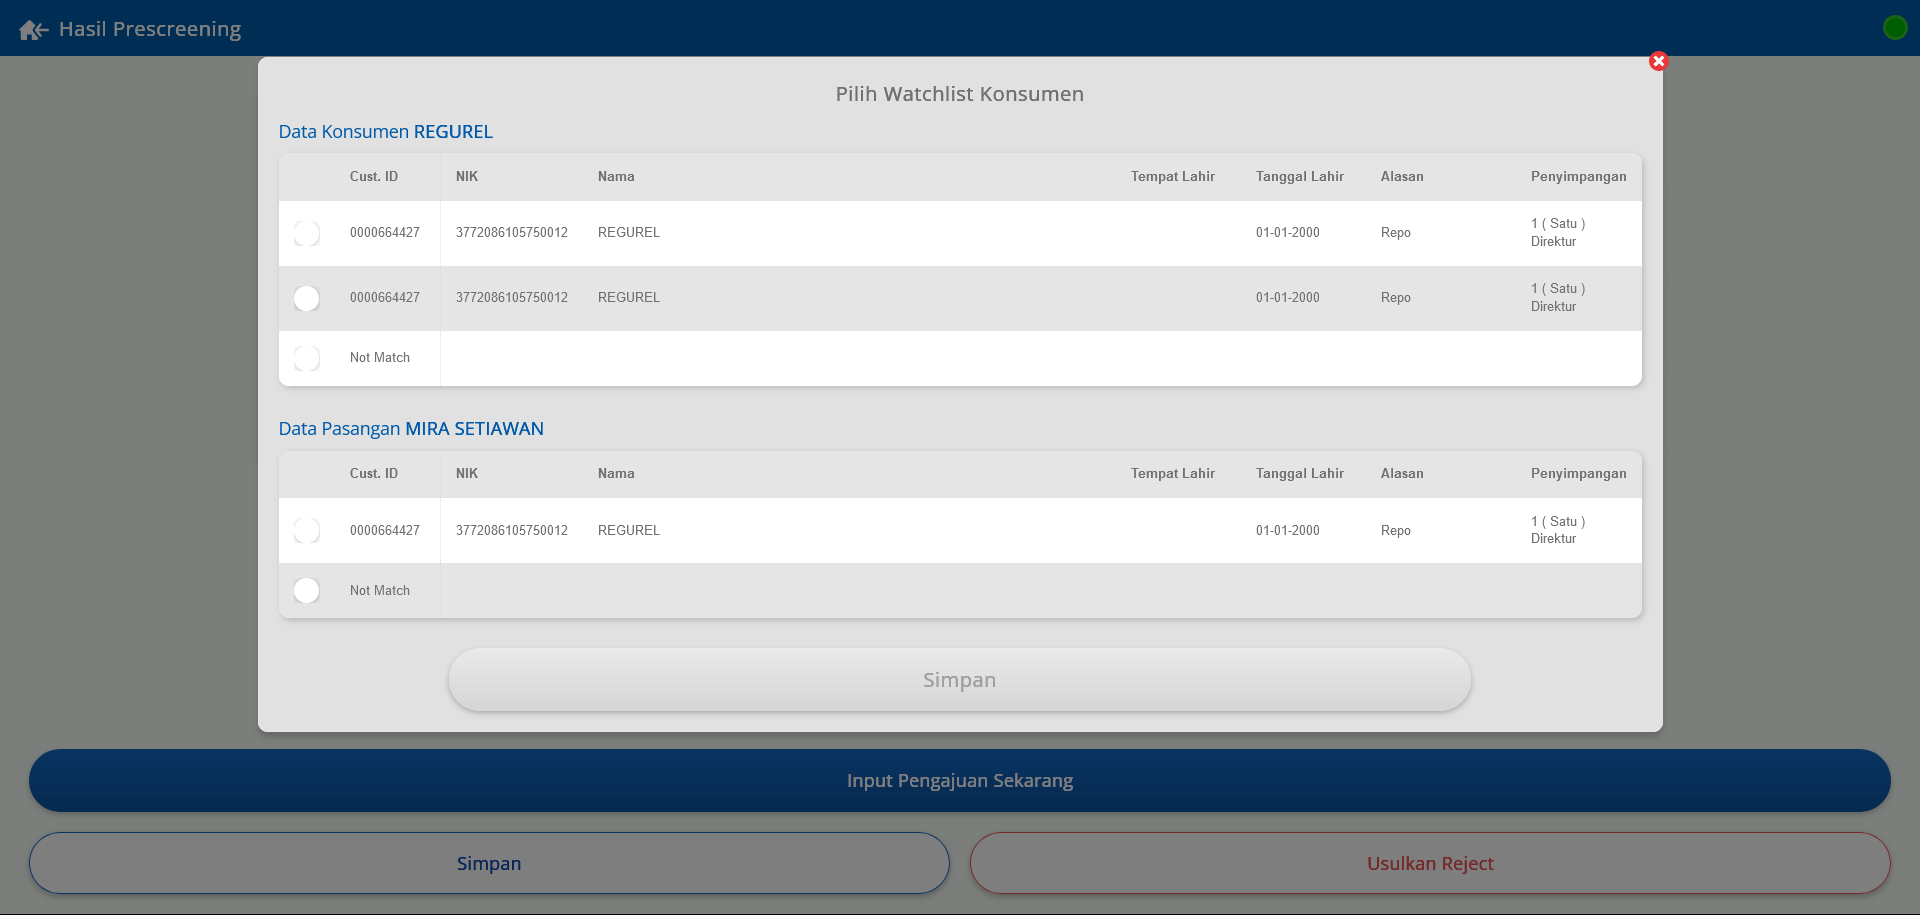 Hasil Prescreening
Pilih Watchlist Konsumen
Data Konsumen REGUREL
Cust. ID NIK Nama Tempat Lahir Tanggal Lahir Alasan Penyimpangan
0000664427 3772086105750012 REGUREL 01-01-2000 Repo 1 ( Satu )
Direktur
0000664427 3772086105750012 REGUREL 01-01-2000 Repo 1 ( Satu )
Direktur
Not Match
Data Pasangan MIRA SETIAWAN
Cust. ID NIK Nama Tempat Lahir Tanggal Lahir Alasan Penyimpangan
0000664427 3772086105750012 REGUREL 01-01-2000 Repo 1 ( Satu )
Direktur
Not Match
Simpan
Input Pengajuan Sekarang
Simpan Usulkan Reject